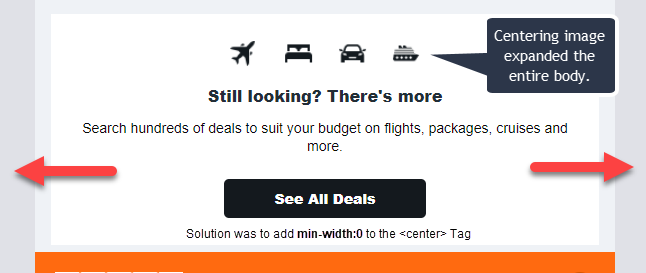 Centering image
expanded the
entire body.
Still looking? There's more
Search hundreds of deals to suit your budget on flights, packages, cruises and
more.
See All Deals
Solution was to add min-width:0 to the <center> Tag